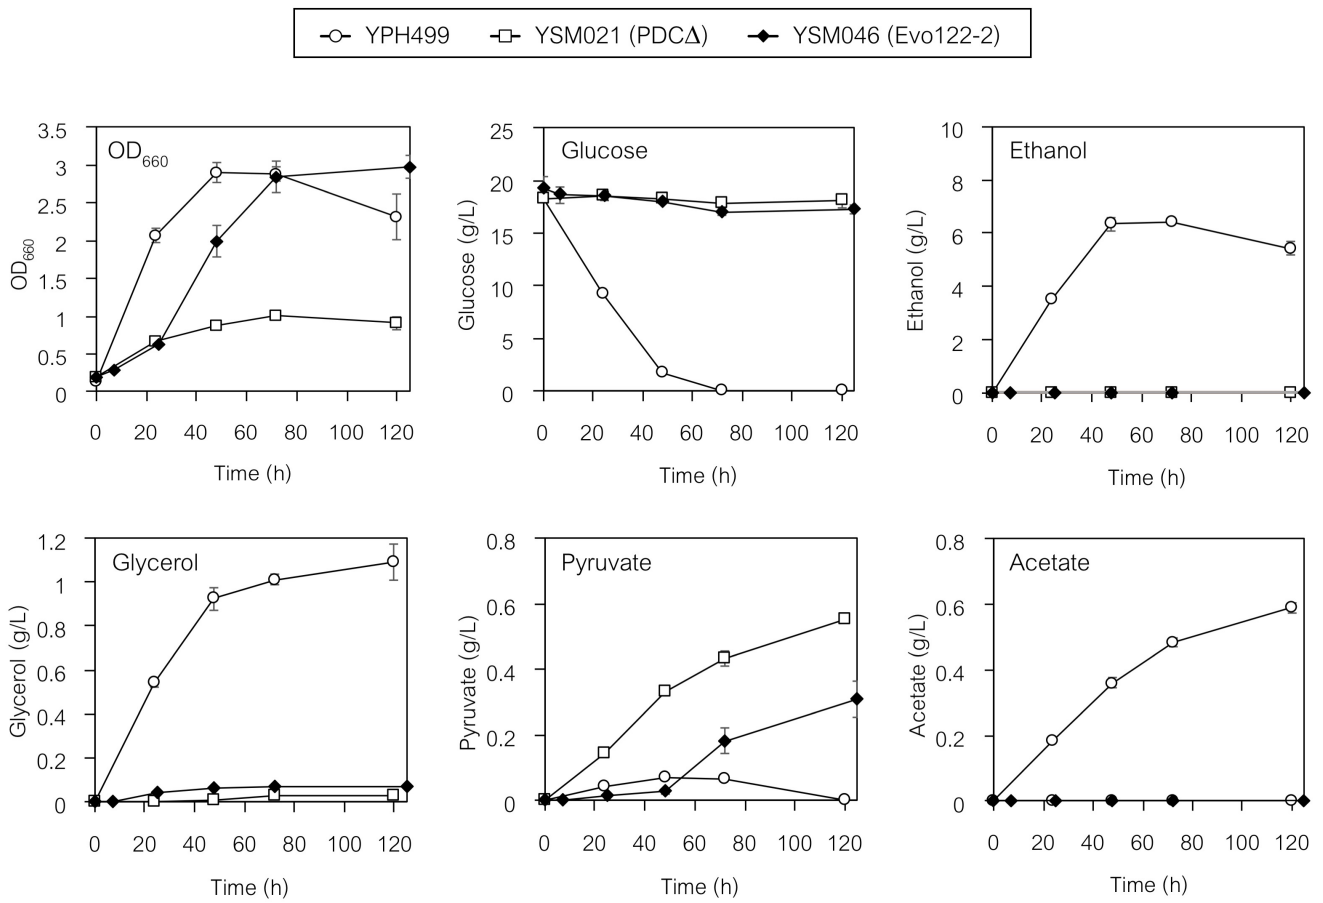 YPH499 YSM021 (PDCΔ) YSM046 (Evo122-2)
OD660
OD660
3.5
3
2.5
2
1.5
1
0.5
0
0 20 40 60 80 100 120
Time (h)
Glucose
Glucose (g/L)
25
20
15
10
5
0
0 20 40 60 80 100 120
Time (h)
Ethanol
Ethanol (g/L)
10
8
6
4
2
0
0 20 40 60 80 100 120
Time (h)
Glycerol
Glycerol (g/L)
1.2
1
0.8
0.6
0.4
0.2
0
0 20 40 60 80 100 120
Time (h)
Pyruvate
Pyruvate (g/L)
0.8
0.6
0.4
0.2
0
0 20 40 60 80 100 120
Time (h)
Acetate
Acetate (g/L)
0.8
0.6
0.4
0.2
0
0 20 40 60 80 100 120
Time (h)